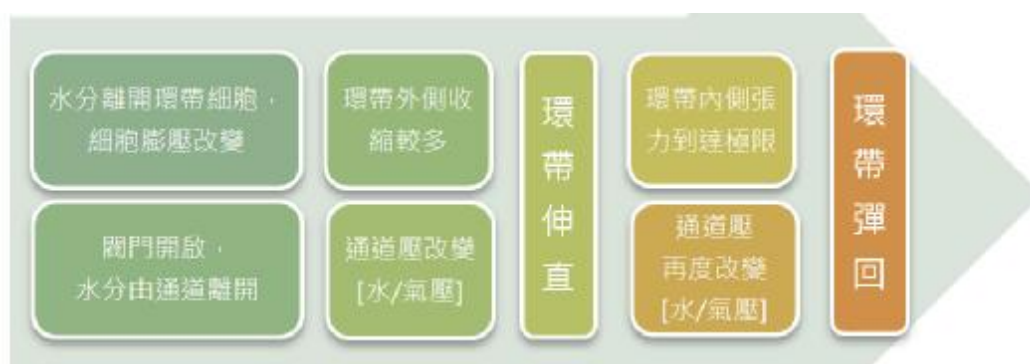 水分離開環帶細胞，
細胞膨壓改變
閥門開啟，
水分由通道離開
環帶外側收
縮較多
通道壓改變
[水/氣壓]
環帶伸直
環帶內側張
力到達極限
通道壓
再度改變
[水/氣壓]
環帶彈回